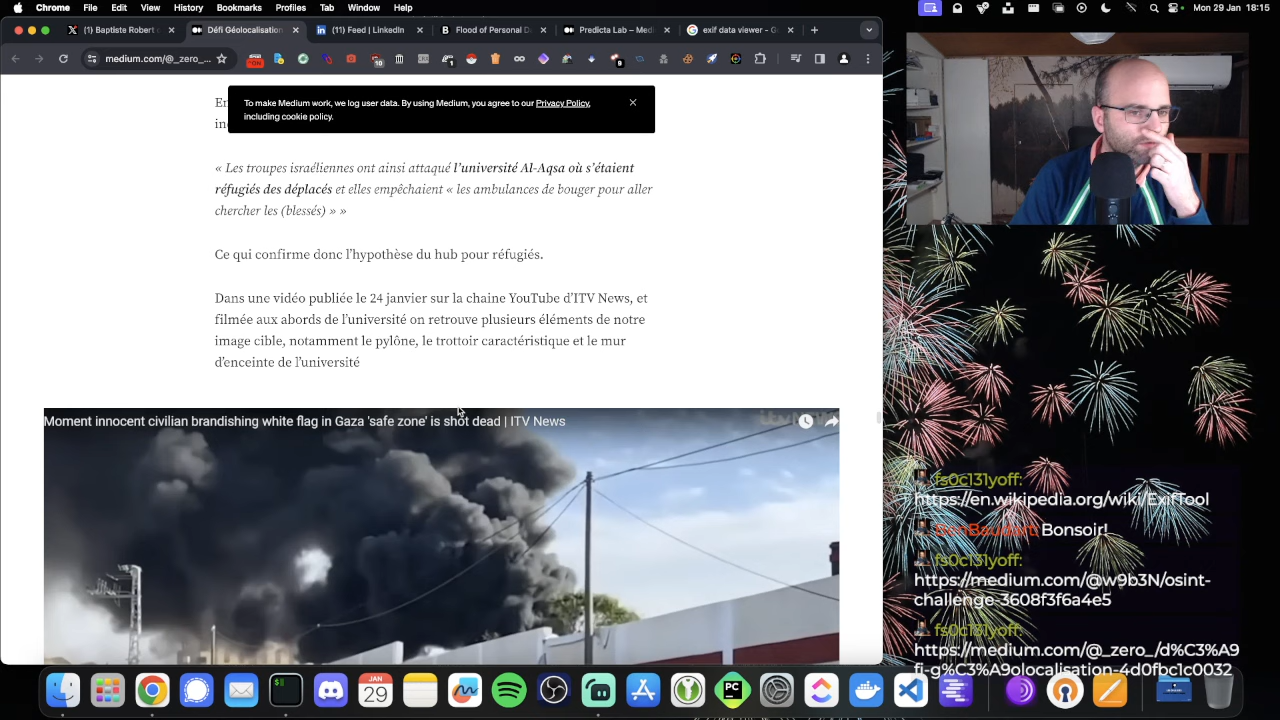 Chrome File Edit View History Bookmarks Profiles Tab Window Help
Mon 29 Jan 18:15
(1) Baptiste Robert
Défi Géolocalisation
(11) Feed | LinkedIn
Flood of Personal D
Predicta Lab – Med
exif data viewer - G
medium.com/@_zero_...
To make Medium work, we log user data. By using Medium, you agree to our Privacy Policy,
including cookie policy.
« Les troupes israéliennes ont ainsi attaqué l'université Al-Aqsa où s'étaient
réfugiés des déplacés et elles empêchaient « les ambulances de bouger pour aller
chercher les (blessés) » »
Ce qui confirme donc l'hypothèse du hub pour réfugiés.
Dans une vidéo publiée le 24 janvier sur la chaine YouTube d'ITV News, et
filmée aux abords de l'université on retrouve plusieurs éléments de notre
image cible, notamment le pylône, le trottoir caractéristique et le mur
d'enceinte de l'université
Moment innocent civilian brandishing white flag in Gaza 'safe zone' is shot dead | ITV News
fs0c131yoff:
https://en.wikipedia.org/wiki/ExifTool
Bonsoir!
fs0c131yoff:
https://medium.com/@w9b3N/osint-
challenge-3608f3f6a4e5
fs0c131yoff:
https://medium.com/@_zero_/d%C3%A9
fi-g%C3%A9olocalisation-4d0fbc1c0032
JAN
29
PC